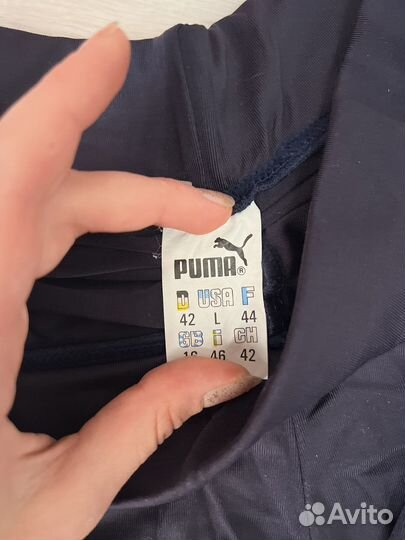 PUMA®
D USA F
42 L 44
GB i CH
16 46 42
Avito